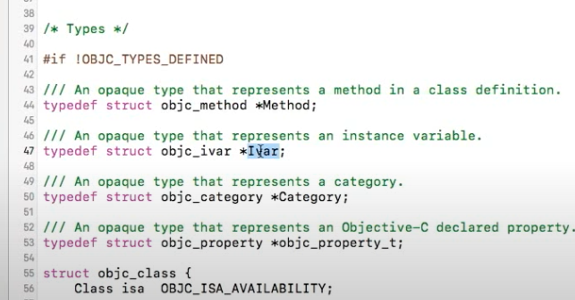 38
39 /* Types */
40
41 #if !OBJC_TYPES_DEFINED
42
43 /// An opaque type that represents a method in a class definition.
44 typedef struct objc_method *Method;
45
46 /// An opaque type that represents an instance variable.
47 typedef struct objc_ivar *Ivar;
48
49 /// An opaque type that represents a category.
50 typedef struct objc_category *Category;
51
52 /// An opaque type that represents an Objective-C declared property.
53 typedef struct objc_property *objc_property_t;
54
55 struct objc_class {
56 Class isa OBJC_ISA_AVAILABILITY;